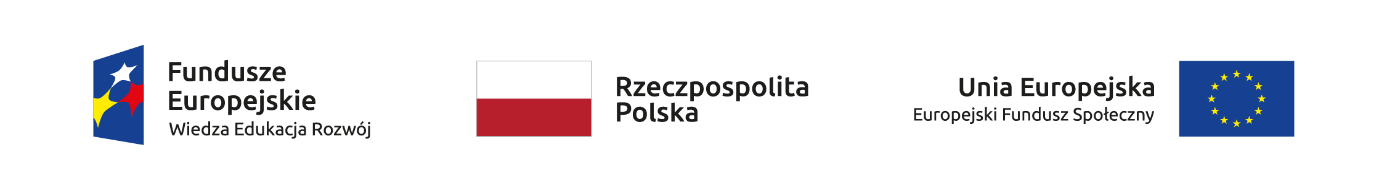 Fundusze
Europejskie
Wiedza Edukacja Rozwój
Rzeczpospolita
Polska
Unia Europejska
Europejski Fundusz Społeczny